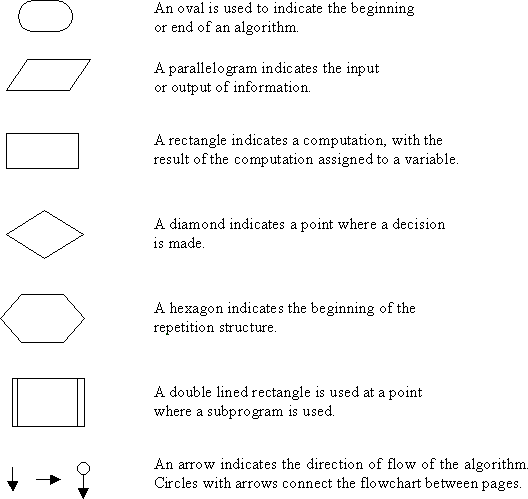 An oval is used to indicate the beginning
or end of an algorithm.
A parallelogram indicates the input
or output of information.
A rectangle indicates a computation, with the
result of the computation assigned to a variable.
A diamond indicates a point where a decision
is made.
A hexagon indicates the beginning of the
repetition structure.
A double lined rectangle is used at a point
where a subprogram is used.
An arrow indicates the direction of flow of the algorithm.
Circles with arrows connect the flowchart between pages.